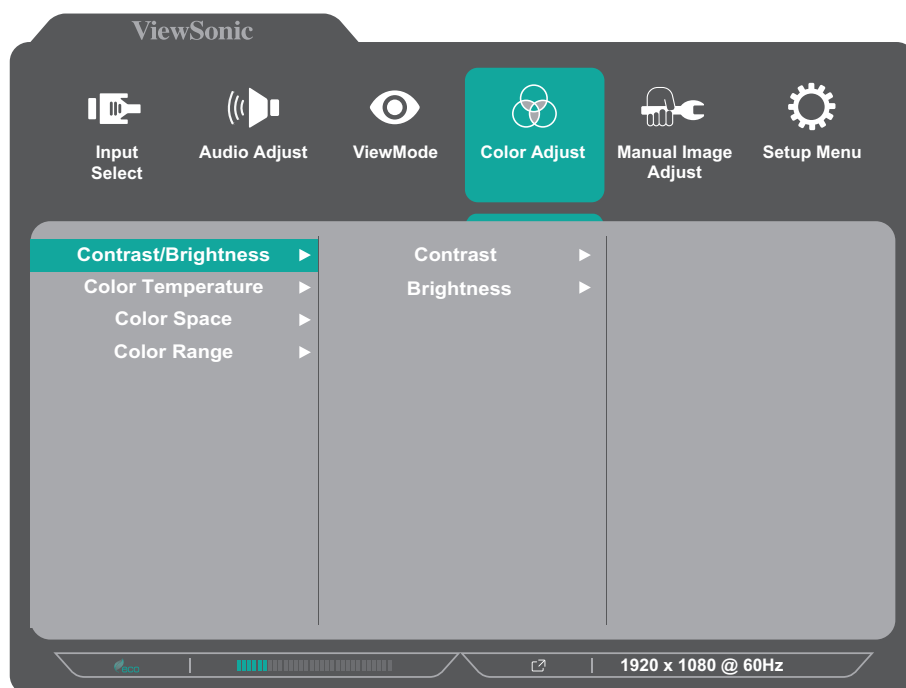 ViewSonic
Input
Select
Audio Adjust
ViewMode
Color Adjust
Manual Image
Adjust
Setup Menu
Contrast/Brightness
Contrast
Color Temperature
Brightness
Color Space
Color Range
eco
1920 x 1080 @ 60Hz